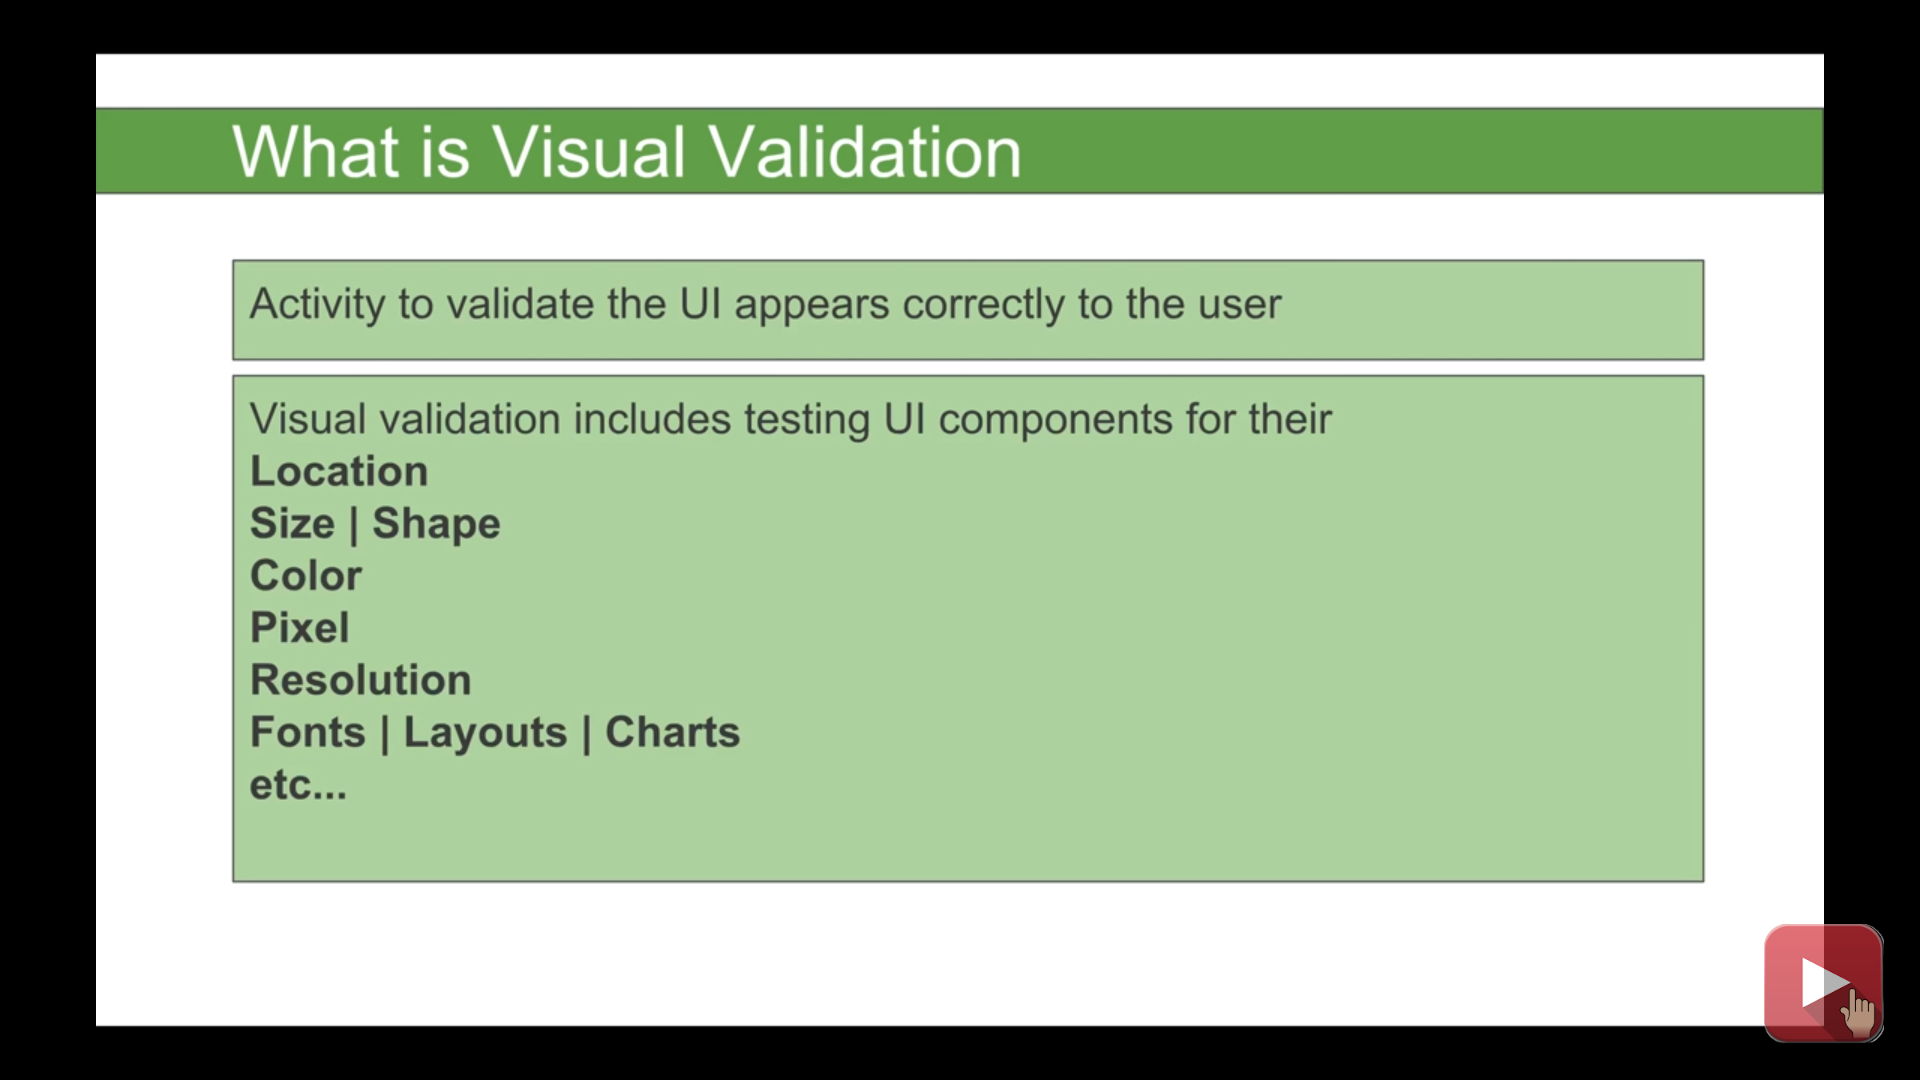 What is Visual Validation
Activity to validate the UI appears correctly to the user
Visual validation includes testing UI components for their
Location
Size | Shape
Color
Pixel
Resolution
Fonts | Layouts | Charts
etc...